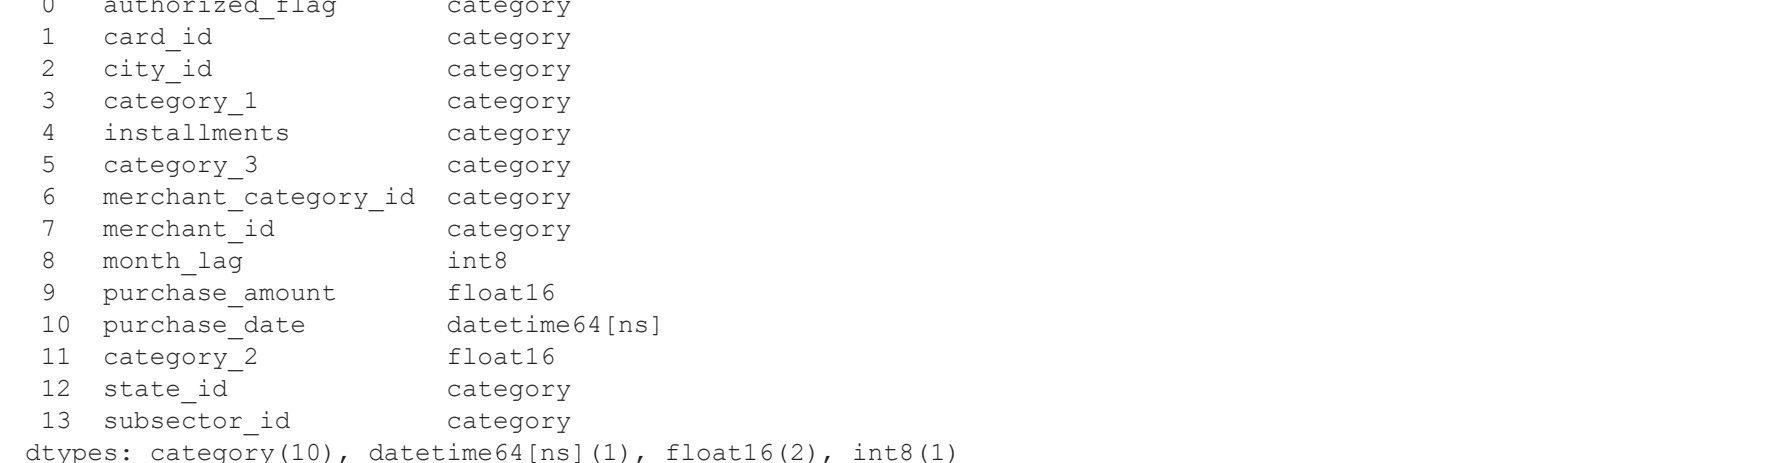 0 authorized_flag category
1 card_id category
2 city_id category
3 category_1 category
4 installments category
5 category_3 category
6 merchant_category_id category
7 merchant_id category
8 month_lag int8
9 purchase_amount float16
10 purchase_date datetime64[ns]
11 category_2 float16
12 state_id category
13 subsector_id category
dtypes: category(10), datetime64[ns](1), float16(2), int8(1)